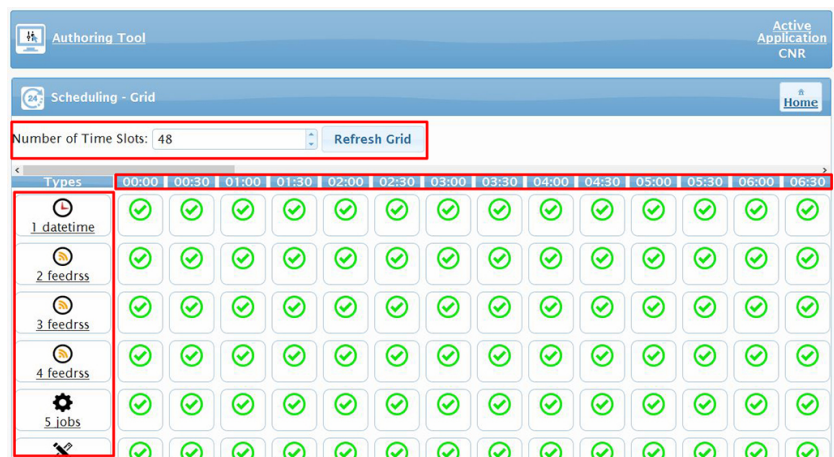 Authoring Tool
Active
Application
CNR
24
Scheduling - Grid
Home
Number of Time Slots: 48 Refresh Grid
Types 00:00 00:30 01:00 01:30 02:00 02:30 03:00 03:30 04:00 04:30 05:00 05:30 06:00 06:30
1 datetime
2 feedrss
3 feedrss
4 feedrss
5 jobs